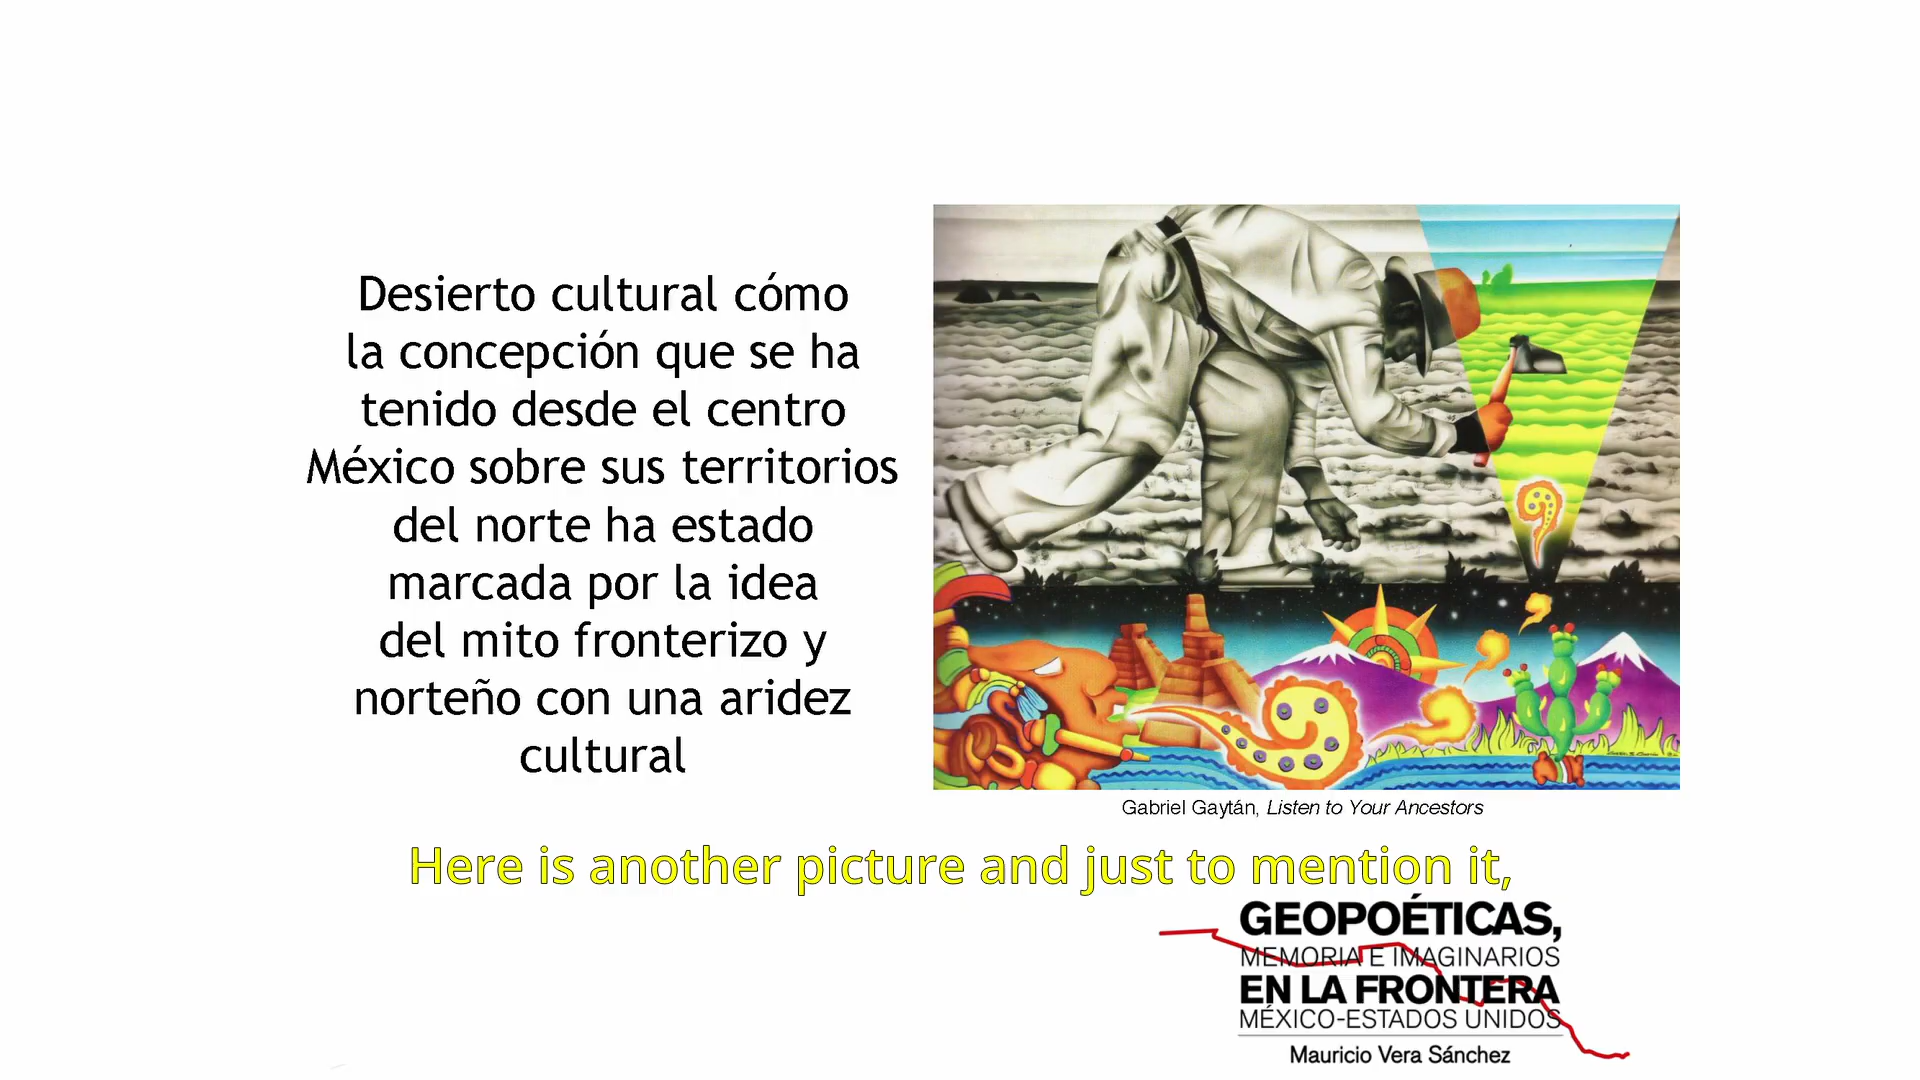 Desierto cultural cómo
la concepción que se ha
tenido desde el centro
México sobre sus territorios
del norte ha estado
marcada por la idea
del mito fronterizo y
norteño con una aridez
cultural
Gabriel Gaytán, Listen to Your Ancestors
Here is another picture and just to mention it,
GEOPOÉTICAS,
MEMORIA E IMAGINARIOS
EN LA FRONTERA
MÉXICO-ESTADOS UNIDOS
Mauricio Vera Sánchez